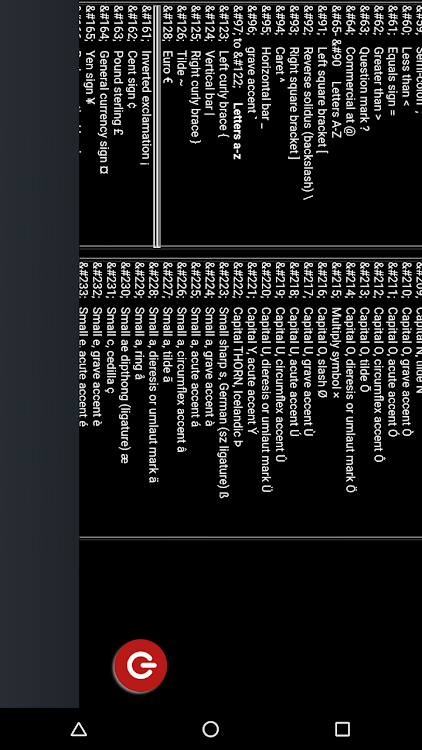 &#59; Semi-colon ;
&#60; Less than <
&#61; Equals sign =
&#62; Greater than >
&#63; Question mark ?
&#64; Commercial at @
&#65- &#99 Letters A-Z
&#91; Left square bracket [
&#92; Reverse solidus (backslash) \
&#93; Right square bracket ]
&#94; Caret ^
&#95; Horizontal bar _
&#96; grave accent `
&#97; to &#122; Letters a-z
&#123; Left curly brace {
&#124; Vertical bar |
&#125; Right curly brace }
&#126; Tilde ~
&#128; Euro €
&#161; Inverted exclamation ¡
&#162; Cent sign ¢
&#163; Pound sterling £
&#164; General currency sign ¤
&#165; Yen sign ¥
&#209; Capital N, tilde Ñ
&#210; Capital O, grave accent Ò
&#211; Capital O, acute accent Ó
&#212; Capital O, circumflex accent Ô
&#213; Capital O, tilde Õ
&#214; Capital O, dieresis or umlaut mark Ö
&#215; Multiply symbol ×
&#216; Capital O, slash Ø
&#217; Capital U, grave accent Ù
&#218; Capital U, acute accent Ú
&#219; Capital U, circumflex accent Û
&#220; Capital U, dieresis or umlaut mark Ü
&#221; Capital Y, acute accent Ý
&#222; Capital THORN, Icelandic Þ
&#223; Small sharp s, German (sz ligature) ß
&#224; Small a, grave accent à
&#225; Small a, acute accent á
&#226; Small a, circumflex accent â
&#227; Small a, tilde ã
&#228; Small a, dieresis or umlaut mark ä
&#229; Small a, ring å
&#230; Small ae dipthong (ligature) æ
&#231; Small c, cedilla ç
&#232; Small e, grave accent è
&#233; Small e, acute accent é